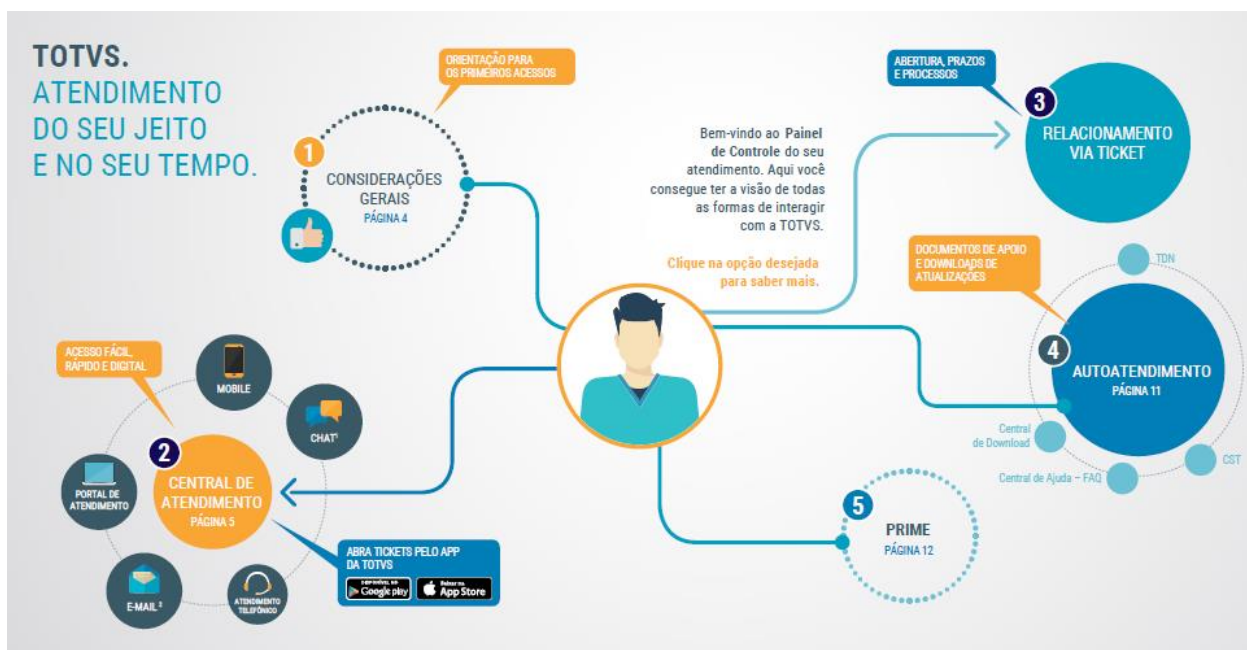 TOTVS.
ATENDIMENTO
DO SEU JEITO
E NO SEU TEMPO.
ORIENTAÇÃO PARA
OS PRIMEIROS ACESSOS
1
CONSIDERAÇÕES
GERAIS
PÁGINA 4
Bem-vindo ao Painel
de Controle do seu
atendimento. Aqui você
consegue ter a visão de todas
as formas de interagir
com a TOTVS.
Clique na opção desejada
para saber mais.
ABERTURA, PRAZOS
E PROCESSOS
3
RELACIONAMENTO
VIA TICKET
DOCUMENTOS DE APOIO
E DOWNLOADS DE
ATUALIZAÇÕES
TDN
4
AUTOATENDIMENTO
PÁGINA 11
Central
de Download
Central de Ajuda – FAQ
CST
ACESSO FÁCIL,
RÁPIDO E DIGITAL
MOBILE
CHAT¹
2
CENTRAL DE
ATENDIMENTO
PÁGINA 5
PORTAL DE
ATENDIMENTO
E-MAIL ²
ATENDIMENTO
TELEFÔNICO
ABRA TICKETS PELO APP
DA TOTVS
DISPONÍVEL NO
Google play
Baixar na
App Store
5
PRIME
PÁGINA 12